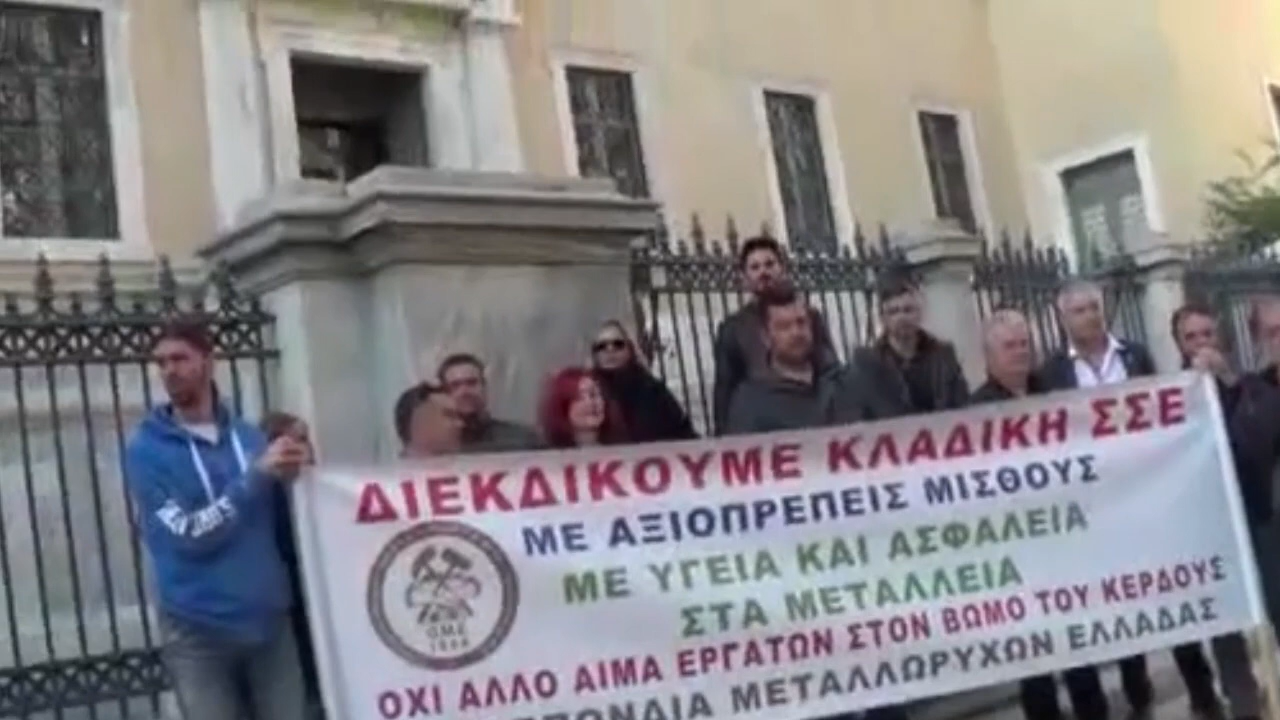 ΔΙΕΚΔΙΚΟΥΜΕ ΚΛΑΔΙΚΗ ΣΣΕ
ΜΕ ΑΞΙΟΠΡΕΠΕΙΣ ΜΙΣΘΟΥΣ
ΜΕ ΥΓΕΙΑ ΚΑΙ ΑΣΦΑΛΕΙΑ
ΣΤΑ ΜΕΤΑΛΛΕΙΑ
Ο.Μ.Ε.
ΟΧΙ ΑΛΛΟ ΑΙΜΑ ΕΡΓΑΤΩΝ ΣΤΟΝ ΒΩΜΟ ΤΟΥ ΚΕΡΔΟΥΣ
ΜΕΤΑΛΛΩΡΥΧΩΝ ΕΛΛΑΔΑΣ